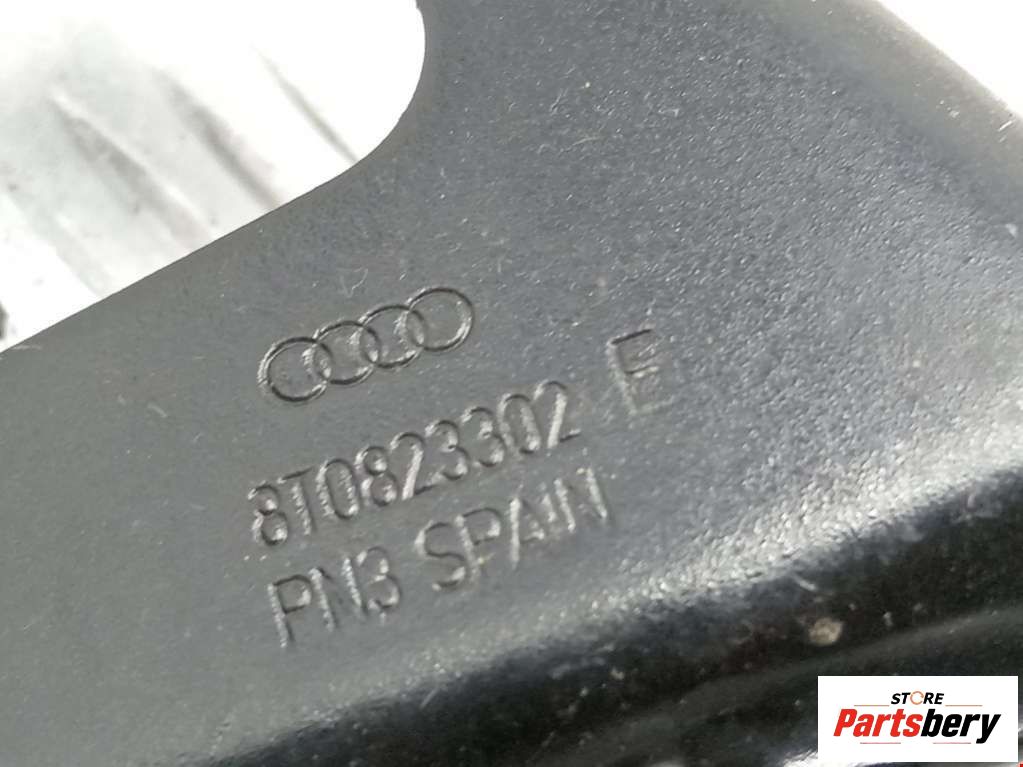 8T0823302 E
PN3 SPAIN
STORE
Partsbery